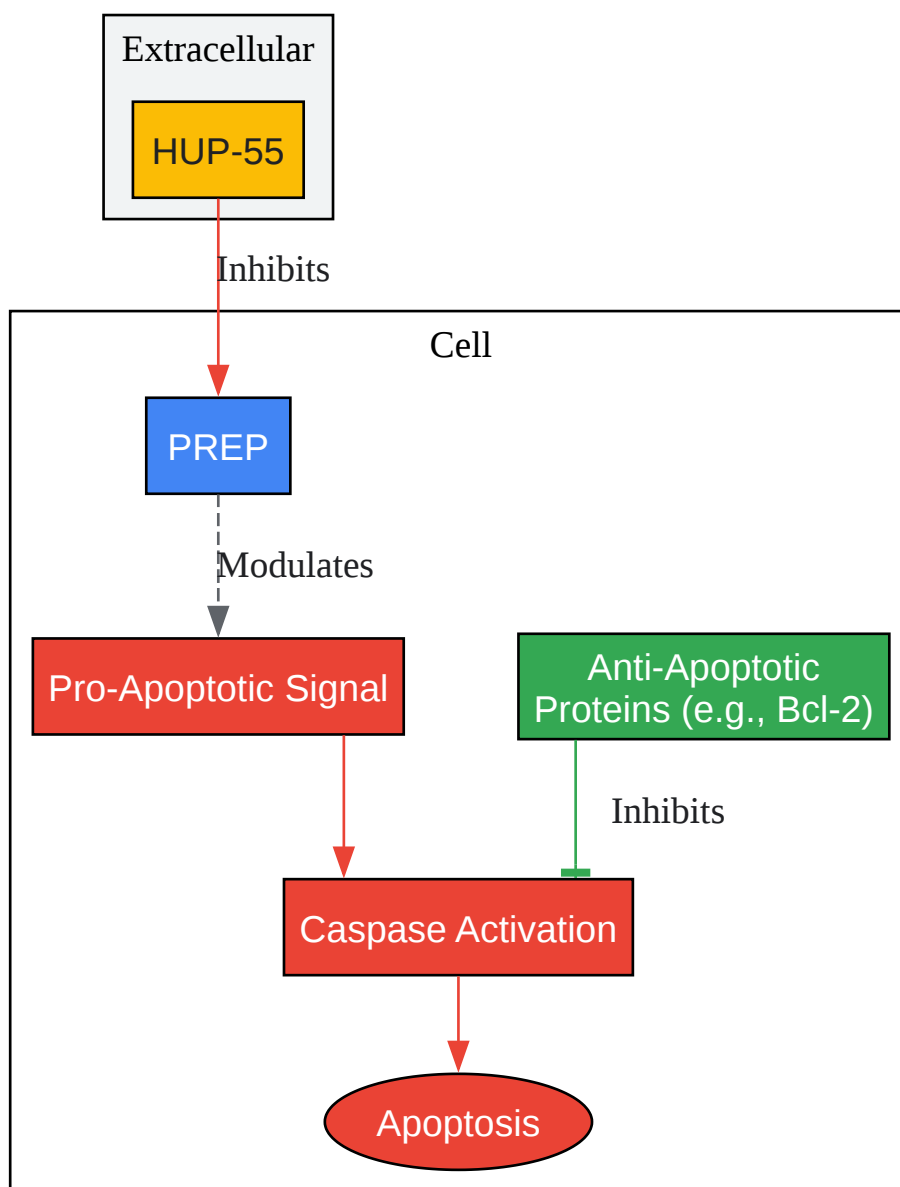 Extracellular
HUP-55
Inhibits
Cell
PREP
Modulates
Pro-Apoptotic Signal
Anti-Apoptotic
Proteins (e.g., Bcl-2)
Inhibits
Caspase Activation
Apoptosis